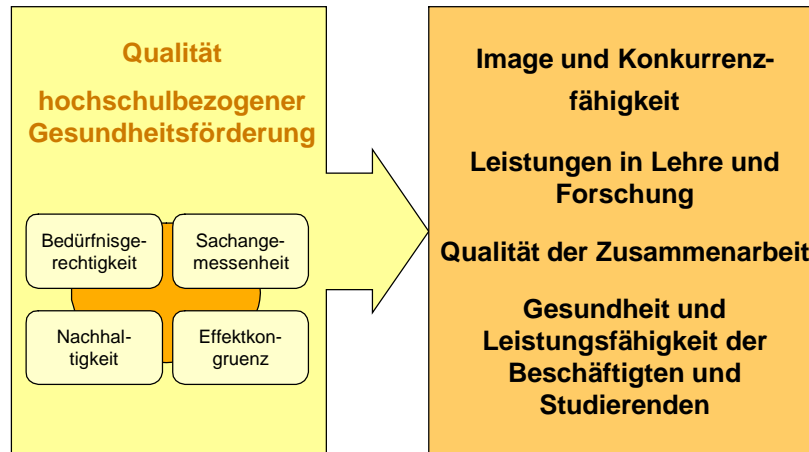 Qualität
hochschulbezogener
Gesundheitsförderung
Bedürfnisge-
rechtigkeit
Sachange-
messenheit
Nachhal-
tigkeit
Effektkon-
gruenz
Image und Konkurrenz-
fähigkeit
Leistungen in Lehre und
Forschung
Qualität der Zusammenarbeit
Gesundheit und
Leistungsfähigkeit der
Beschäftigten und
Studierenden